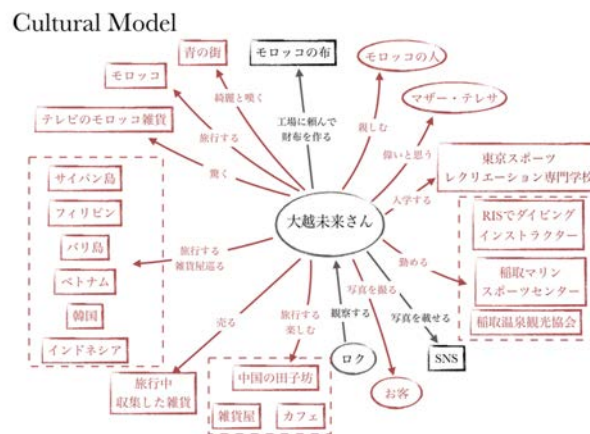 Cultural Model
青の街
モロッコの布
モロッコの人
モロッコ
マザー・テレサ
テレビのモロッコ雑貨
綺麗と嘆く
旅行する
驚く
工場に頼んで
財布を作る
親しむ
偉いと思う
東京スポーツ
レクリエーション専門学校
入学する
大越未来さん
サイパン島
フィリピン
バリ島
ベトナム
韓国
インドネシア
旅行する
雑貨屋巡る
RISでダイビング
インストラクター
稲取マリン
スポーツセンター
稲取温泉観光協会
勤める
売る
旅行する
楽しむ
観察する
写真を撮る
写真を載せる
旅行中
収集した雑貨
中国の田子坊
雑貨屋
カフェ
ロク
お客
SNS